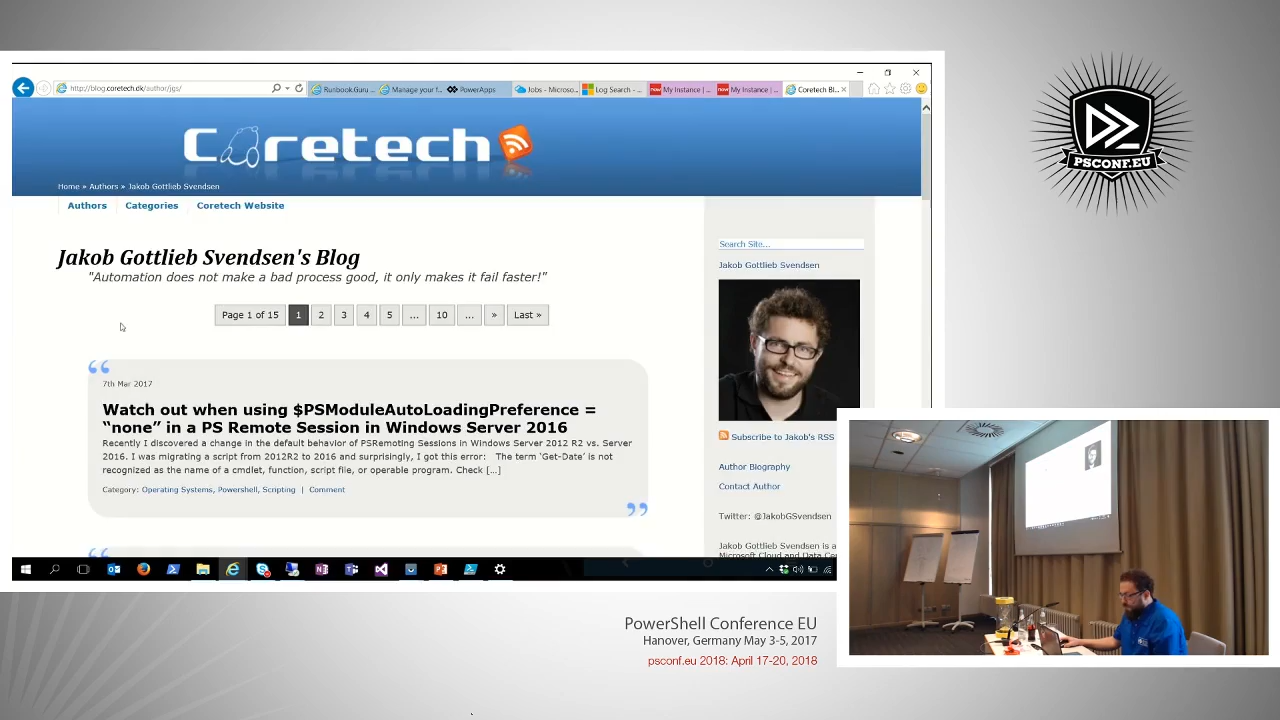 http://blog.coretech.dk/author/jgs/
Runbook.Guru ...
Manage your f...
PowerApps
Jobs - Microso...
Log Search - ...
My Instance | ...
My Instance | ...
Coretech Bl...
Coretech
Home » Authors » Jakob Gottlieb Svendsen
Authors
Categories
Coretech Website
Search Site...
Jakob Gottlieb Svendsen's Blog
"Automation does not make a bad process good, it only makes it fail faster!"
Jakob Gottlieb Svendsen
Page 1 of 15
1
2
3
4
5
...
10
...
»
Last »
7th Mar 2017
Watch out when using $PSModuleAutoLoadingPreference =
“none” in a PS Remote Session in Windows Server 2016
Recently I discovered a change in the default behavior of PSRemoting Sessions in Windows Server 2012 R2 vs. Server
2016. I was migrating a script from 2012R2 to 2016 and surprisingly, I got this error: The term ‘Get-Date’ is not
recognized as the name of a cmdlet, function, script file, or operable program. Check […]
Category: Operating Systems, Powershell, Scripting | Comment
Subscribe to Jakob's RSS
Author Biography
Contact Author
Twitter: @JakobGSvendsen
Jakob Gottlieb Svendsen is a
Microsoft Cloud and Data Ce
PSCONF.EU
PowerShell Conference EU
Hanover, Germany May 3-5, 2017
psconf.eu 2018: April 17-20, 2018